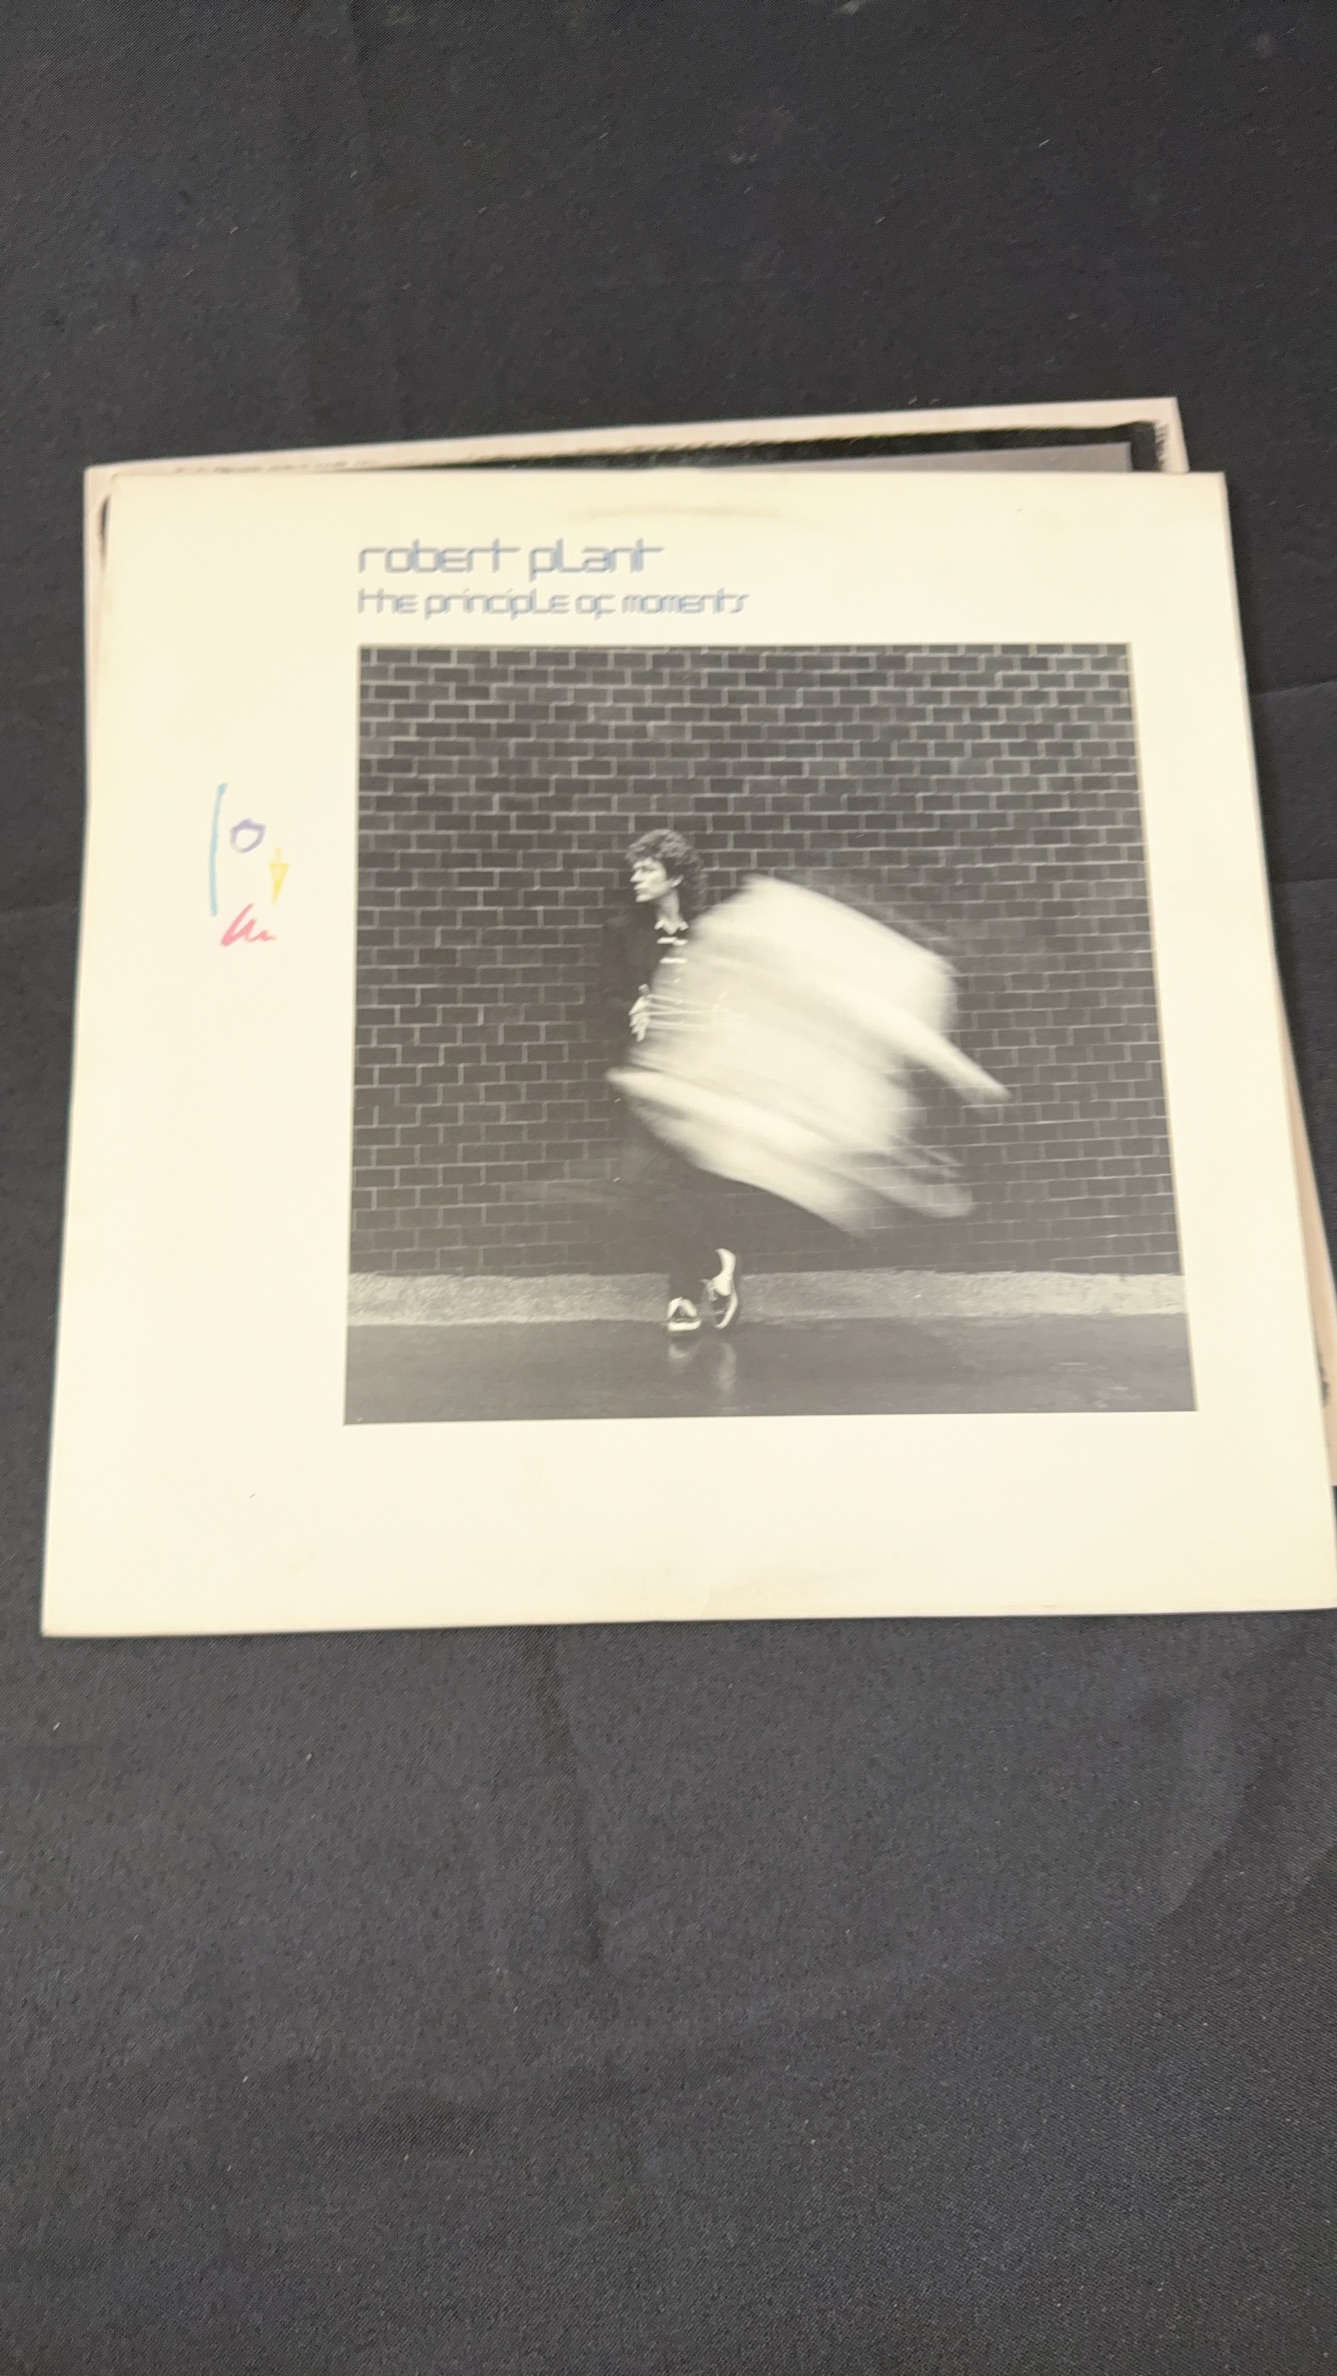 robert plant
the principle of moments